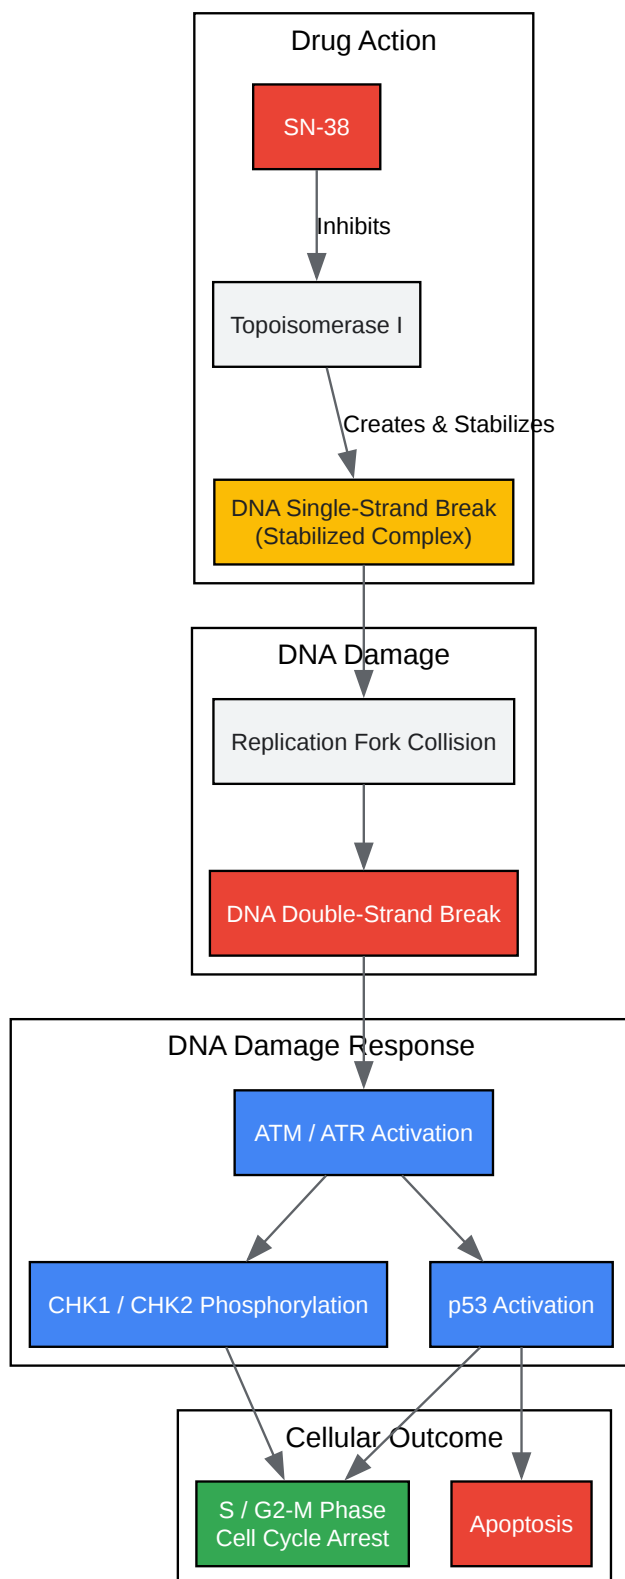 Drug Action
SN-38
Inhibits
Topoisomerase I
Creates & Stabilizes
DNA Single-Strand Break
(Stabilized Complex)
DNA Damage
Replication Fork Collision
DNA Double-Strand Break
DNA Damage Response
ATM / ATR Activation
CHK1 / CHK2 Phosphorylation
p53 Activation
Cellular Outcome
S / G2-M Phase
Cell Cycle Arrest
Apoptosis